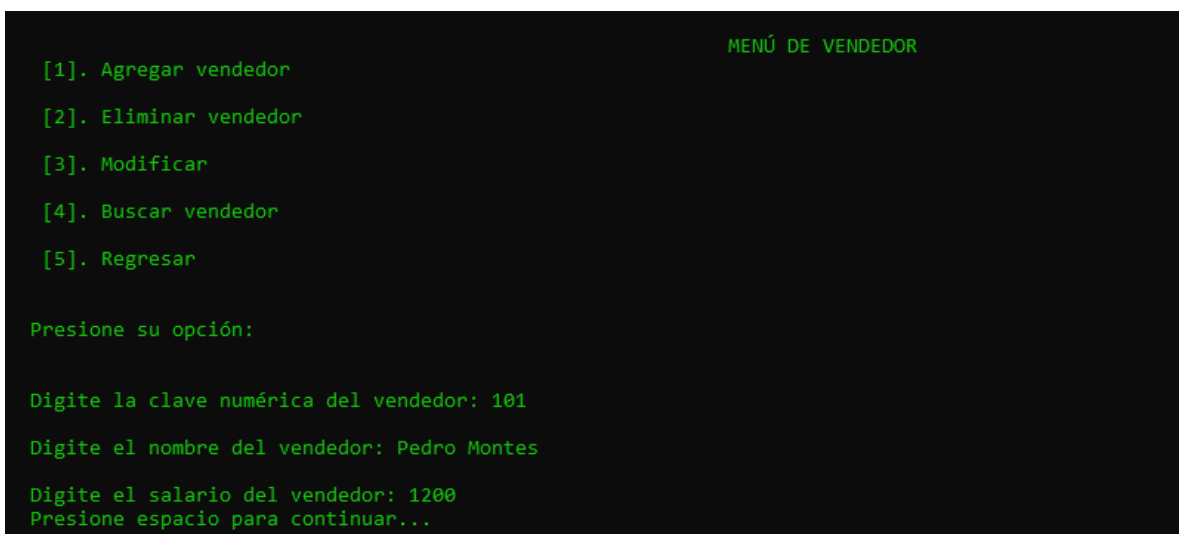 MENÚ DE VENDEDOR
[1]. Agregar vendedor
[2]. Eliminar vendedor
[3]. Modificar
[4]. Buscar vendedor
[5]. Regresar
Presione su opción:
Digite la clave numérica del vendedor: 101
Digite el nombre del vendedor: Pedro Montes
Digite el salario del vendedor: 1200
Presione espacio para continuar...